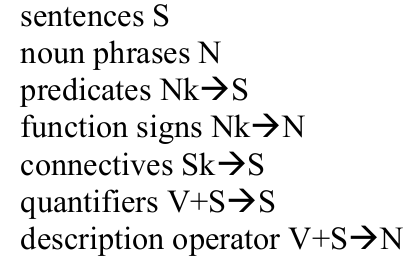 sentences S
noun phrases N
predicates Nk→S
function signs Nk→N
connectives Sk→S
quantifiers V+S→S
description operator V+S→N